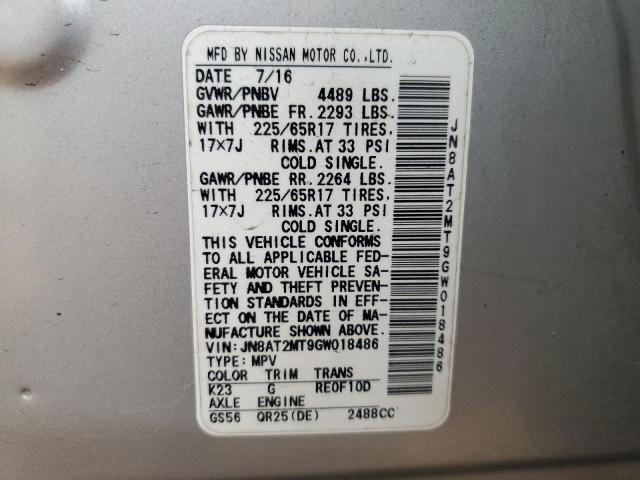 MFD BY NISSAN MOTOR CO.,LTD.
DATE 7/16
GVWR/PNBV 4489 LBS.
GAWR/PNBE FR. 2293 LBS.
WITH 225/65R17 TIRES,
17×7J RIMS. AT 33 PSI
COLD SINGLE.
GAWR/PNBE RR. 2264 LBS.
WITH 225/65R17 TIRES,
17×7J RIMS. AT 33 PSI
COLD SINGLE.
THIS VEHICLE CONFORMS
TO ALL APPLICABLE FED-
ERAL MOTOR VEHICLE SA-
FETY AND THEFT PREVEN-
TION STANDARDS IN EFF-
ECT ON THE DATE OF MA-
NUFACTURE SHOWN ABOVE.
VIN: JN8AT2MT9GW018486
TYPE: MPV
COLOR TRIM TRANS
K23 G RE0F10D
AXLE ENGINE
GS56 QR25(DE) 2488CC
JN8AT2MT9GW018486